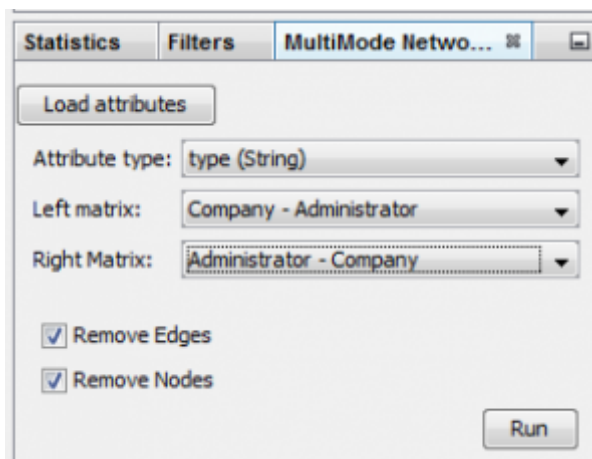 Statistics Filters MultiMode Netwo...
Load attributes
Attribute type: type (String)
Left matrix: Company - Administrator
Right Matrix: Administrator - Company
Remove Edges
Remove Nodes
Run